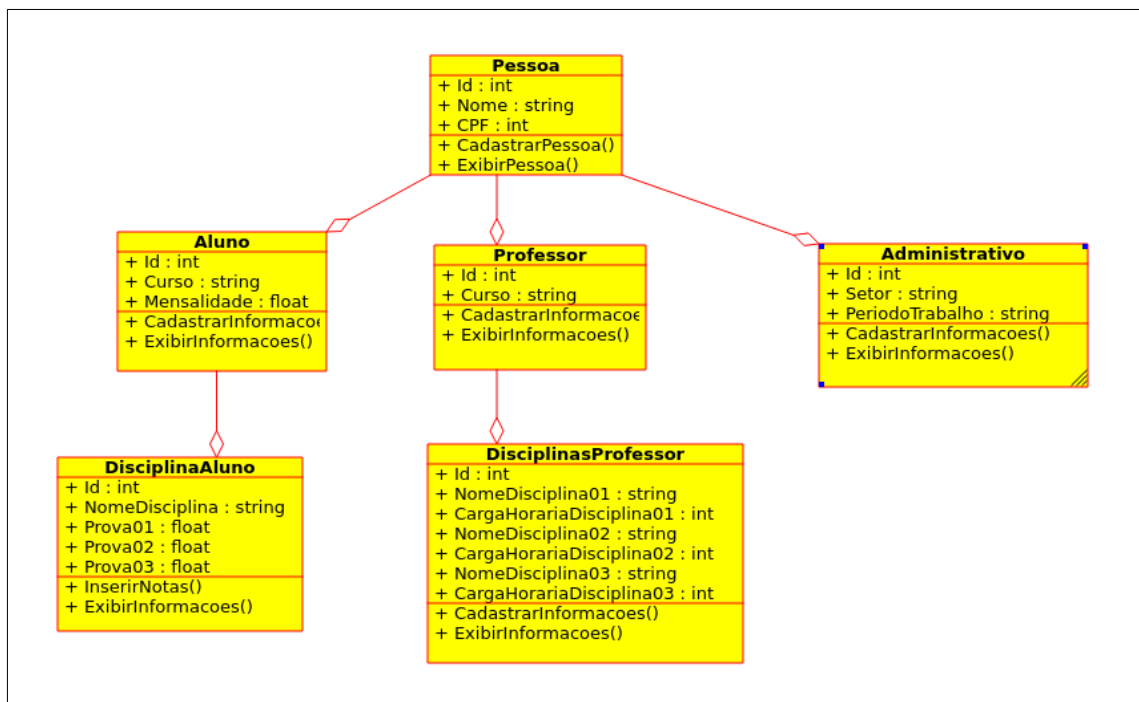 Pessoa
+ Id : int
+ Nome : string
+ CPF : int
+ CadastrarPessoa()
+ ExibirPessoa()
Aluno
+ Id : int
+ Curso : string
+ Mensalidade : float
+ CadastrarInformacoe
+ ExibirInformacoes()
Professor
+ Id : int
+ Curso : string
+ CadastrarInformacoe
+ ExibirInformacoes()
Administrativo
+ Id : int
+ Setor : string
+ PeriodoTrabalho : string
+ CadastrarInformacoes()
+ ExibirInformacoes()
DisciplinaAluno
+ Id : int
+ NomeDisciplina : string
+ Prova01 : float
+ Prova02 : float
+ Prova03 : float
+ InserirNotas()
+ ExibirInformacoes()
DisciplinasProfessor
+ Id : int
+ NomeDisciplina01 : string
+ CargaHorariaDisciplina01 : int
+ NomeDisciplina02 : string
+ CargaHorariaDisciplina02 : int
+ NomeDisciplina03 : string
+ CargaHorariaDisciplina03 : int
+ CadastrarInformacoes()
+ ExibirInformacoes()